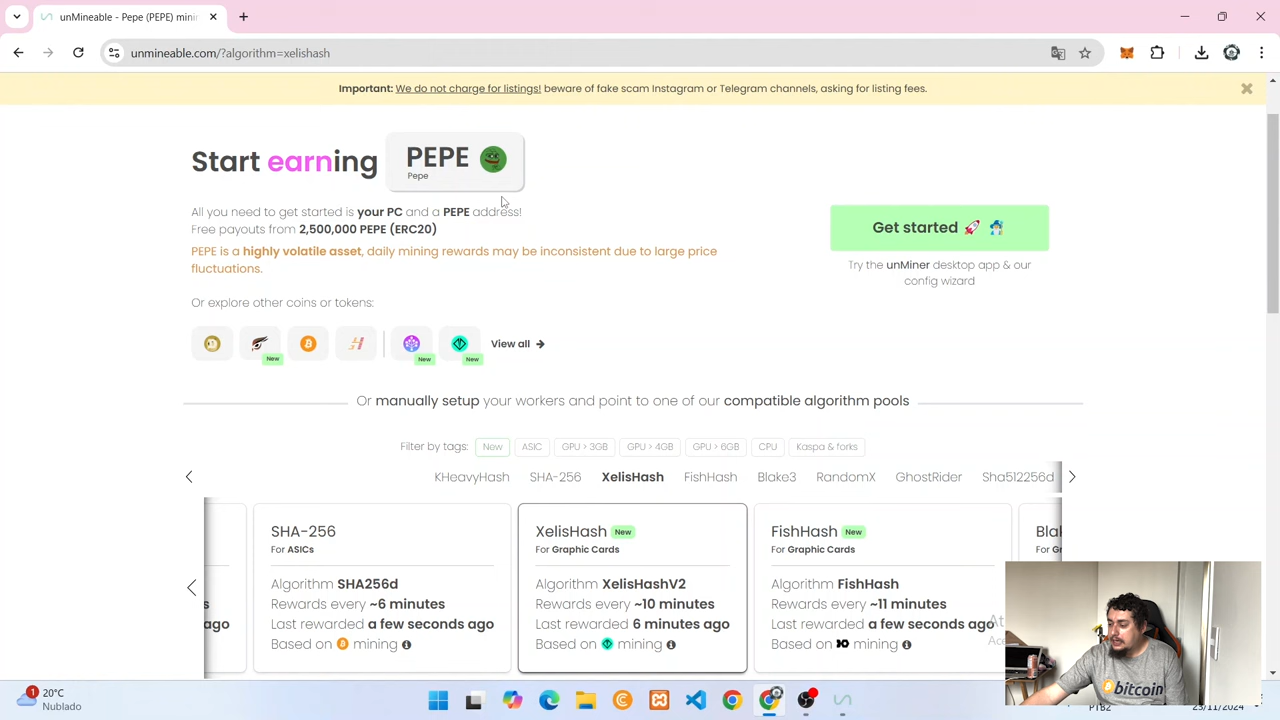 unMineable - Pepe (PEPE) mini
unmineable.com/?algorithm=xelishash
Important: We do not charge for listings! beware of fake scam Instagram or Telegram channels, asking for listing fees.
Start earning PEPE
Pepe
All you need to get started is your PC and a PEPE address!
Free payouts from 2,500,000 PEPE (ERC20)
PEPE is a highly volatile asset, daily mining rewards may be inconsistent due to large price
fluctuations.
Get started
Try the unMiner desktop app & our
config wizard
Or explore other coins or tokens:
View all
New
New
New
Or manually setup your workers and point to one of our compatible algorithm pools
Filter by tags: New ASIC GPU > 3GB GPU > 4GB GPU > 6GB CPU Kaspa & forks
KHeavyHash SHA-256 XelisHash FishHash Blake3 RandomX GhostRider Sha512256d
s
ago
SHA-256
For ASICs
Algorithm SHA256d
Rewards every ~6 minutes
Last rewarded a few seconds ago
Based on mining
XelisHash New
For Graphic Cards
Algorithm XelisHashV2
Rewards every ~10 minutes
Last rewarded 6 minutes ago
Based on mining
FishHash New
For Graphic Cards
Algorithm FishHash
Rewards every ~11 minutes
Last rewarded a few seconds ago
Based on mining
Bla
For G
bitcoin
1
20°C
Nublado
PTB2
23/11/2024